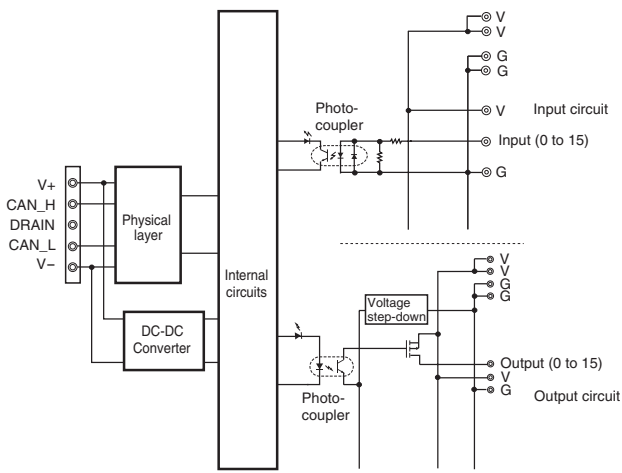 V
V
G
G
Photo-
coupler
V
Input circuit
Input (0 to 15)
G
V+
CAN_H
DRAIN
CAN_L
V−
Physical
layer
Internal
circuits
DC-DC
Converter
V
V
G
G
Voltage
step-down
Output (0 to 15)
V
G
Output circuit
Photo-
coupler